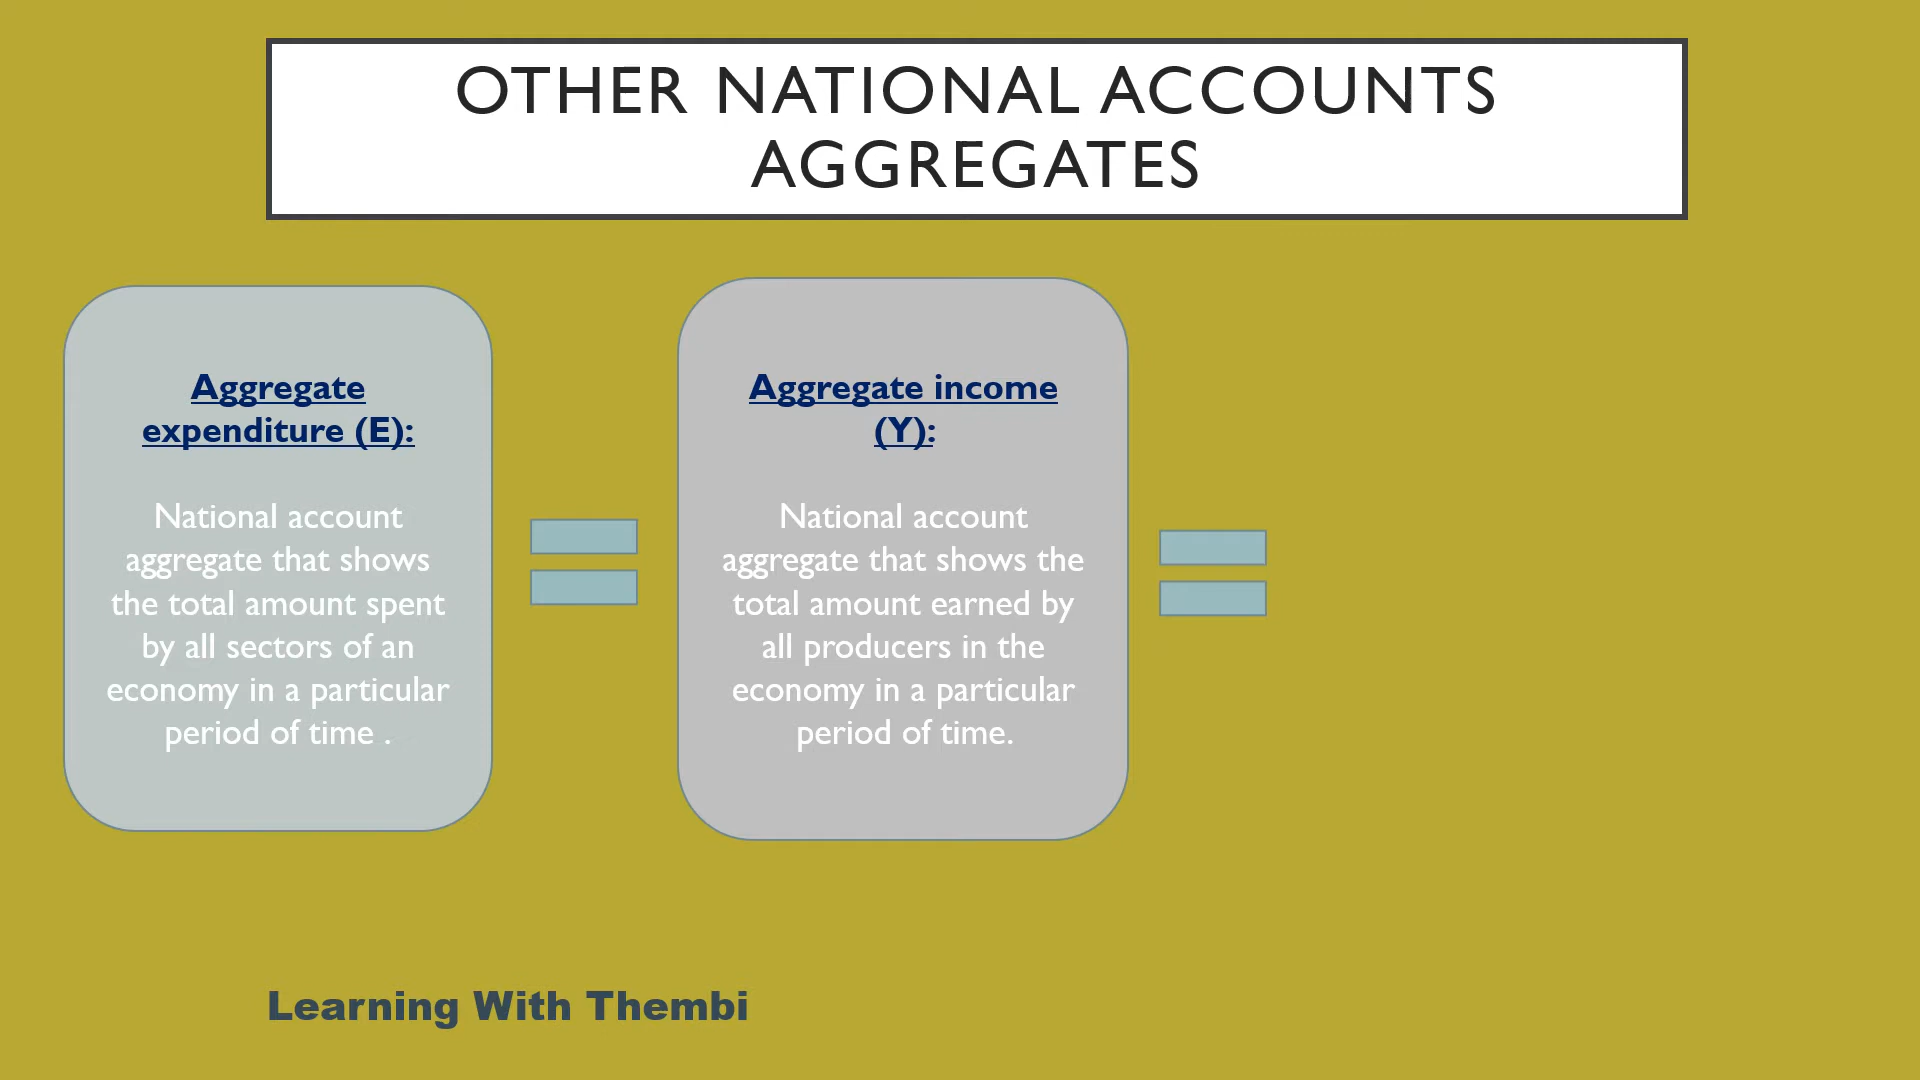 OTHER NATIONAL ACCOUNTS
AGGREGATES
Aggregate
expenditure (E):
National account
aggregate that shows
the total amount spent
by all sectors of an
economy in a particular
period of time .
Aggregate income
(Y):
National account
aggregate that shows the
total amount earned by
all producers in the
economy in a particular
period of time.
Learning With Thembi